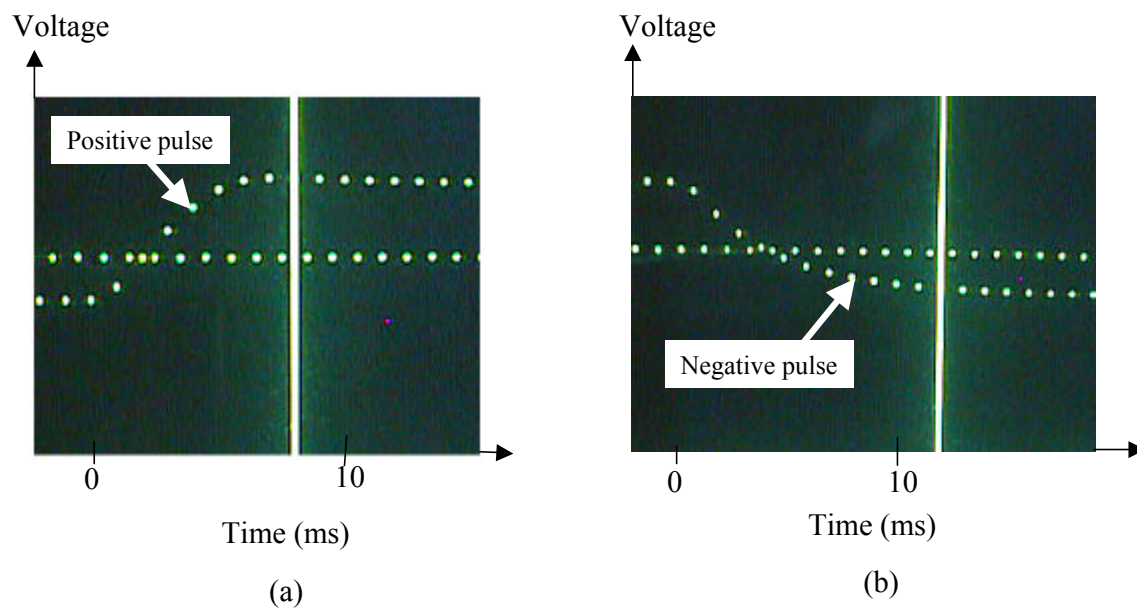 Voltage
Positive pulse
0
10
Time (ms)
(a)
Voltage
Negative pulse
0
10
Time (ms)
(b)